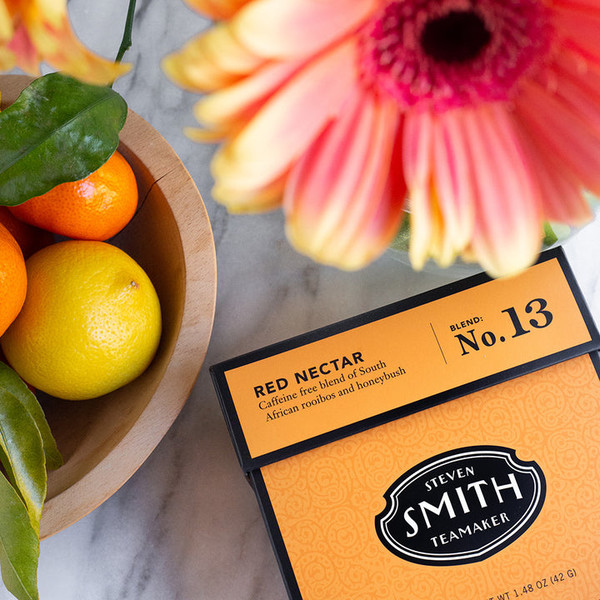 RED NECTAR
Caffeine free blend of South
African rooibos and honeybush
BLEND:
No. 13
STEVEN
SMITH
TEAMAKER
WT 1.48 OZ (42 G)